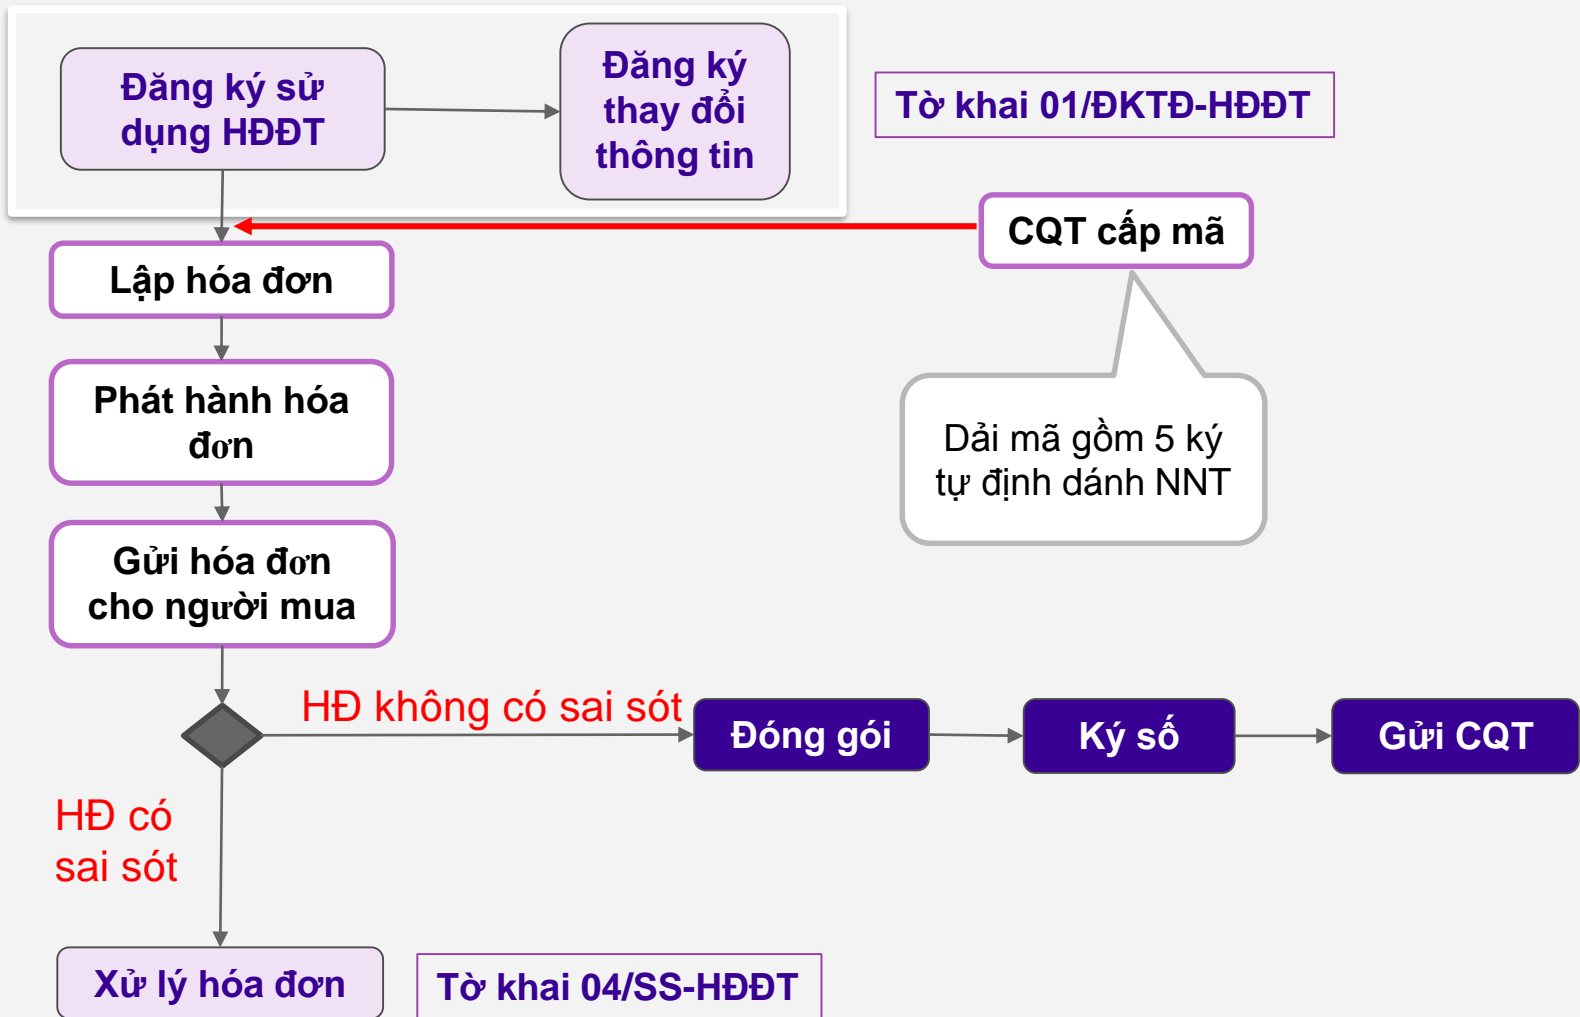 Đăng ký sử
dụng HĐĐT
Đăng ký
thay đổi
thông tin
Tờ khai 01/ĐKTĐ-HĐĐT
CQT cấp mã
Lập hóa đơn
Phát hành hóa
đơn
Dải mã gồm 5 ký
tự định dánh NNT
Gửi hóa đơn
cho người mua
HĐ không có sai sót
Đóng gói
Ký số
Gửi CQT
HĐ có
sai sót
Xử lý hóa đơn
Tờ khai 04/SS-HĐĐT